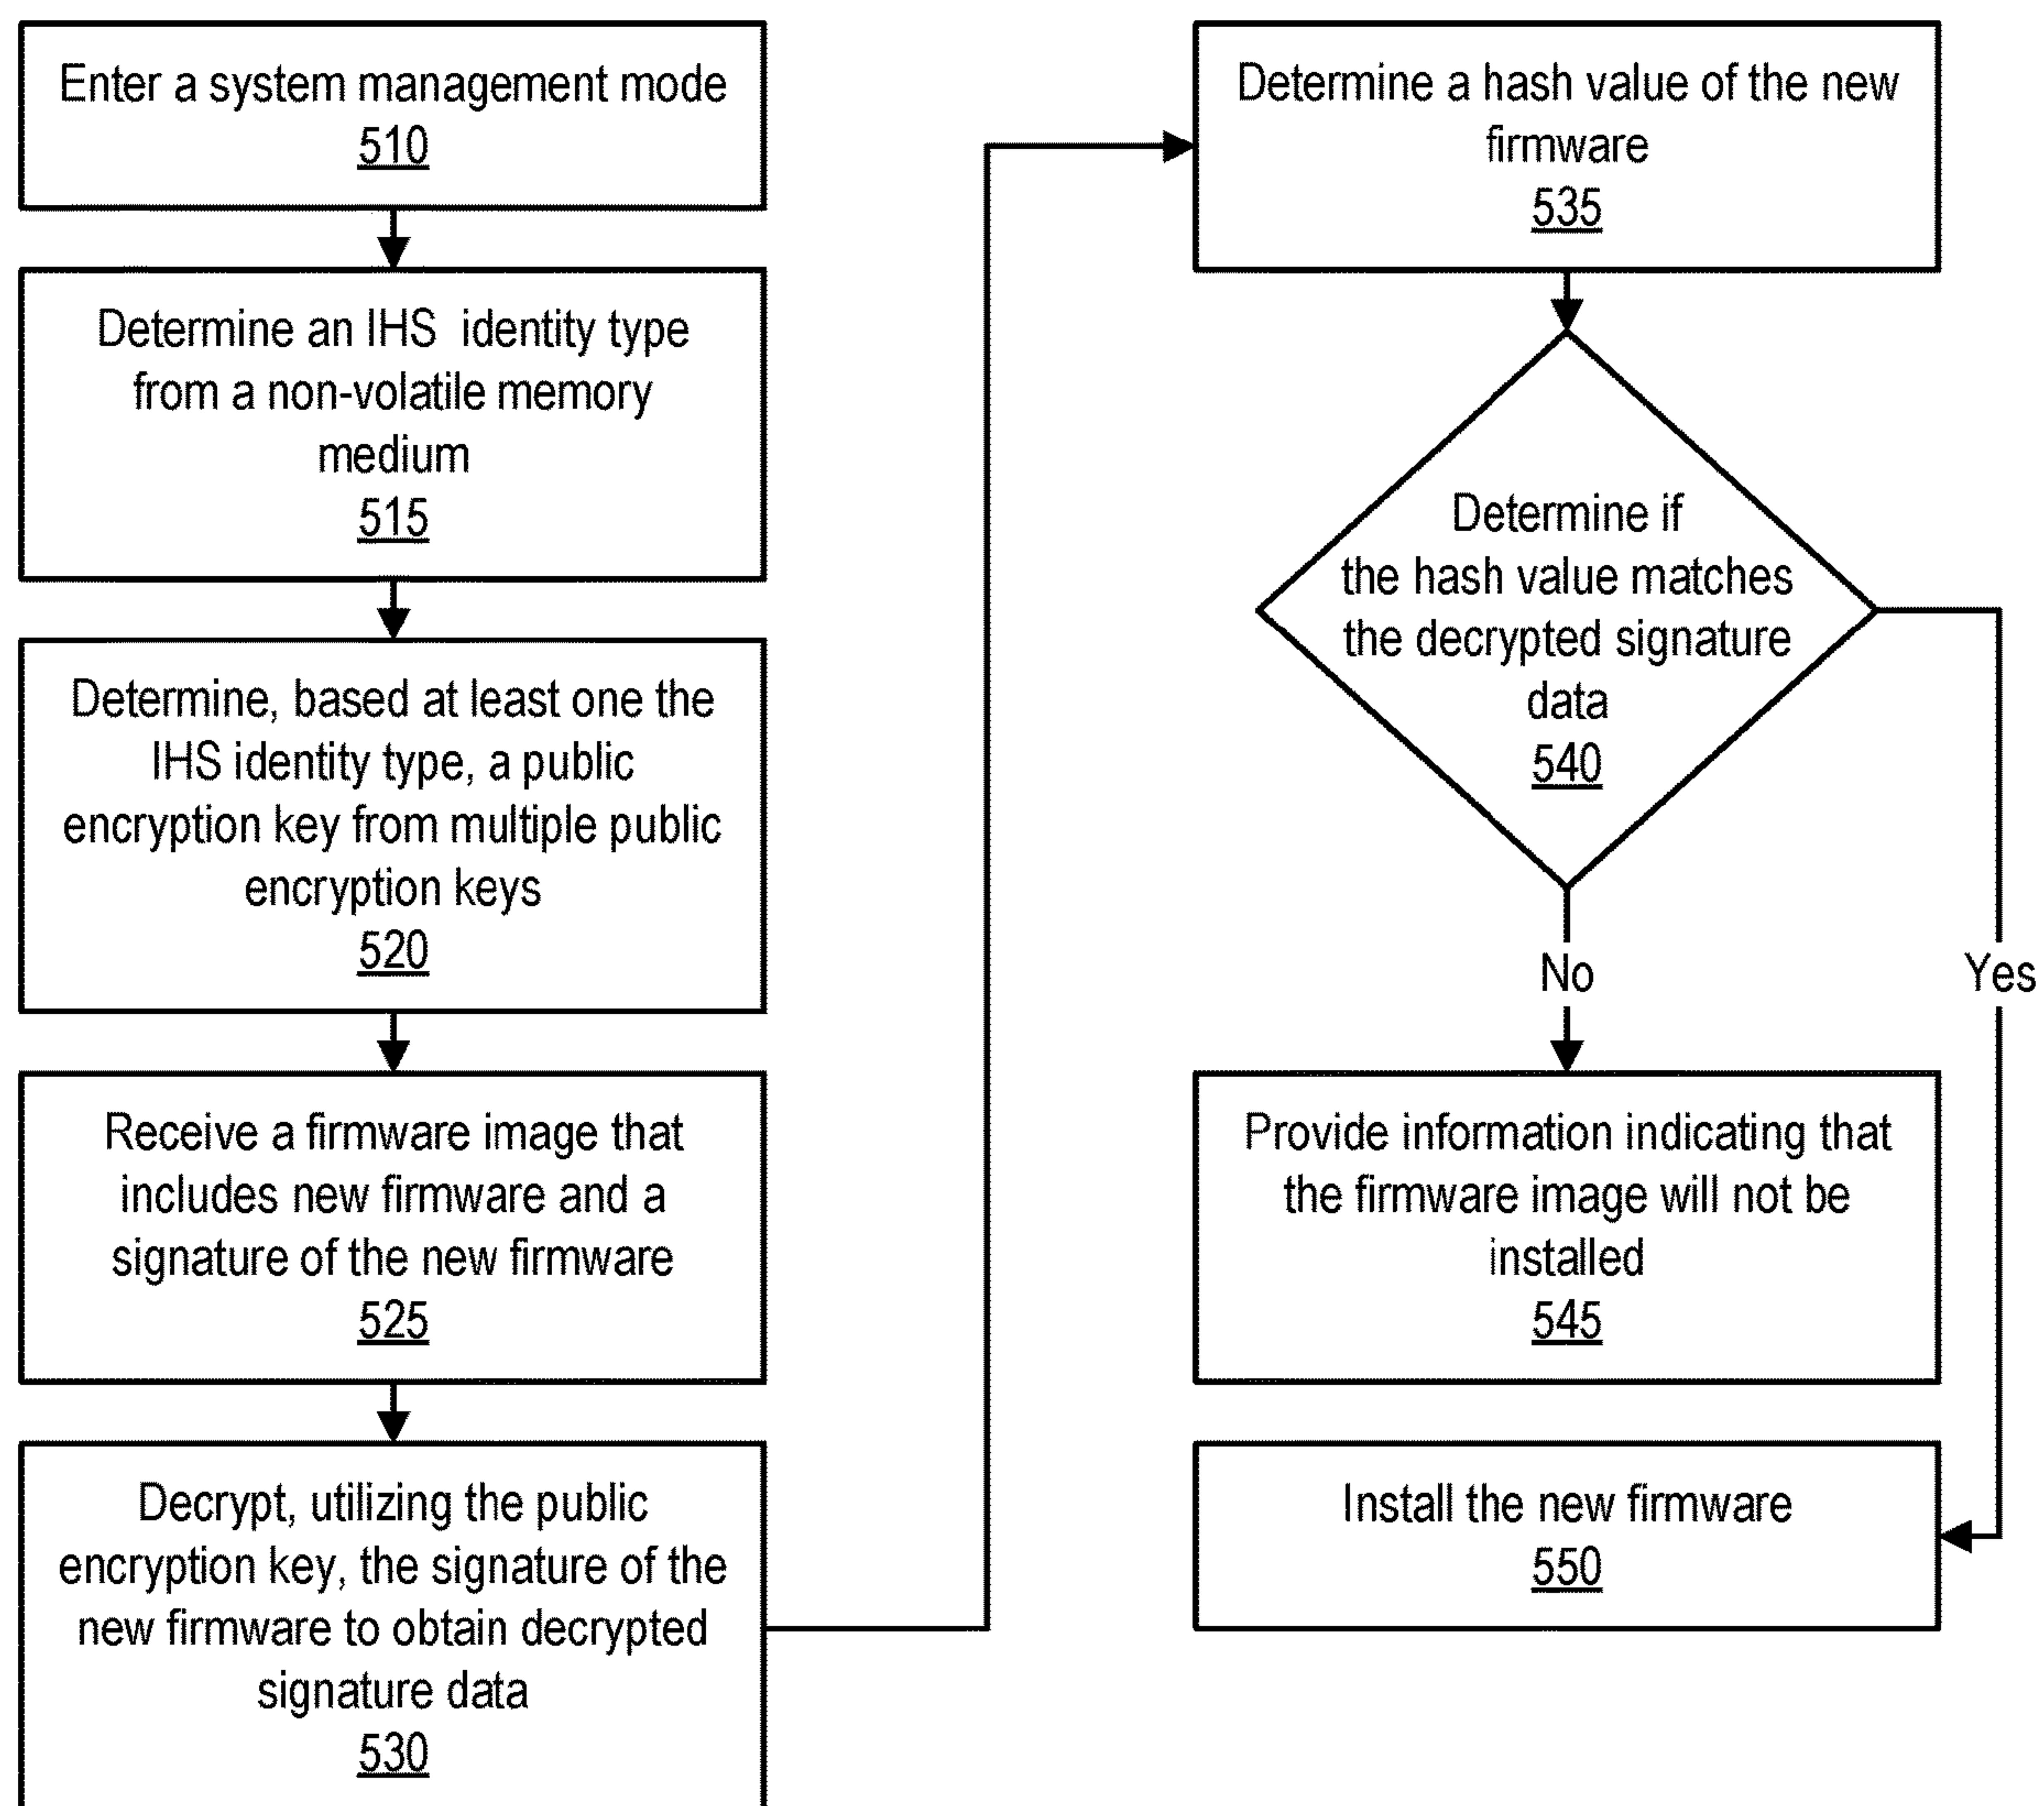 Enter a system management mode
510
Determine an IHS identity type
from a non-volatile memory
medium
515
Determine, based at least one the
IHS identity type, a public
encryption key from multiple public
encryption keys
520
Receive a firmware image that
includes new firmware and a
signature of the new firmware
525
Decrypt, utilizing the public
encryption key, the signature of the
new firmware to obtain decrypted
signature data
530
Determine a hash value of the new
firmware
535
Determine if
the hash value matches
the decrypted signature
data
540
No
Yes
Provide information indicating that
the firmware image will not be
installed
545
Install the new firmware
550